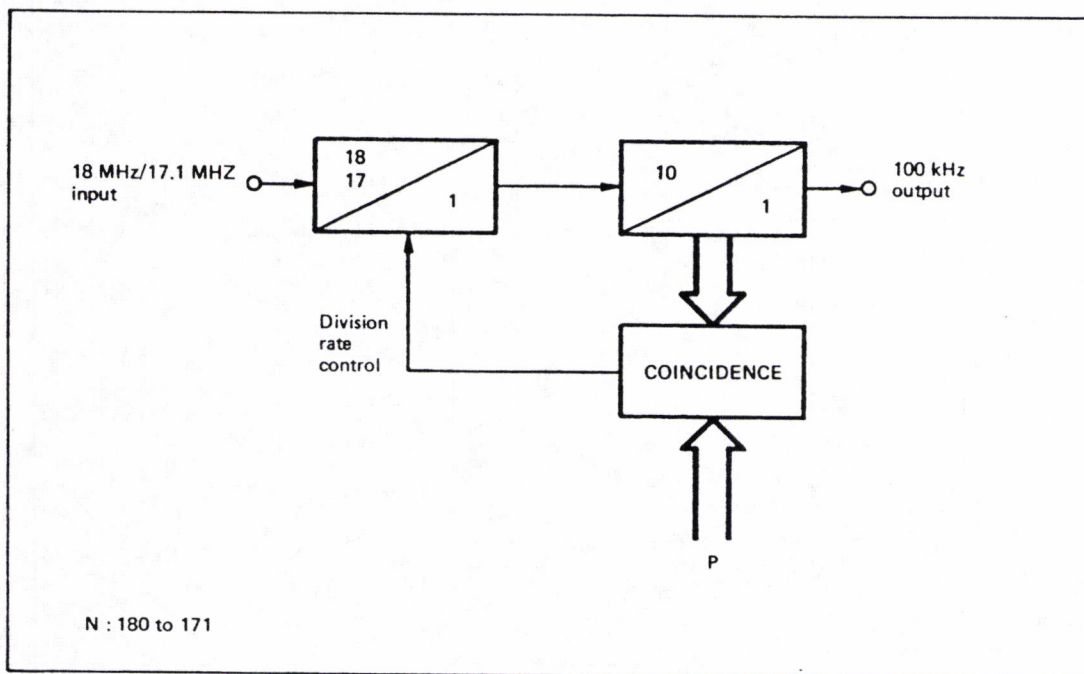 18 MHz/17.1 MHZ
input
18
17
1
10
1
100 kHz
output
Division
rate
control
COINCIDENCE
P
N : 180 to 171